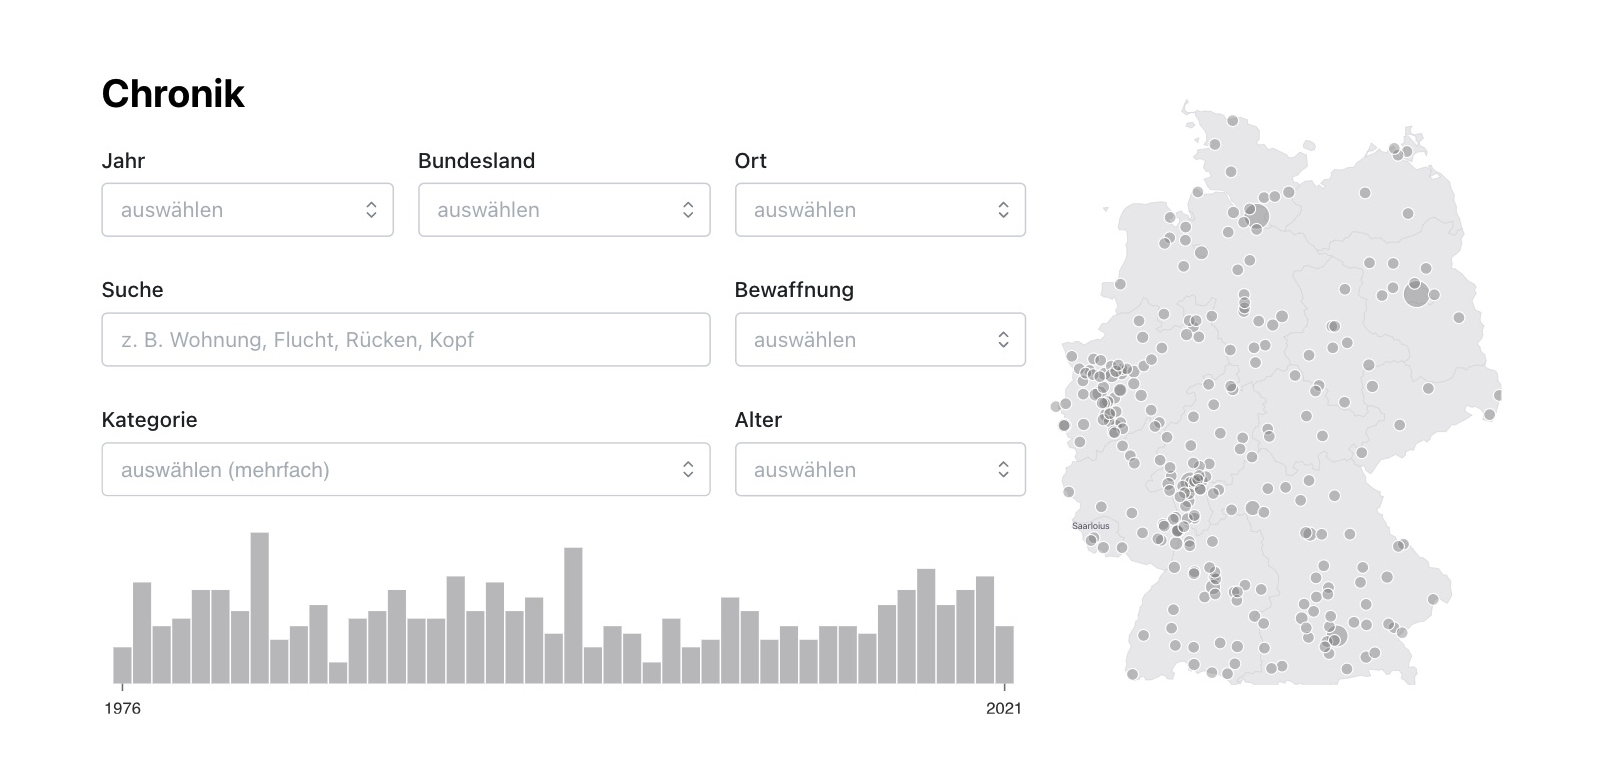 Chronik
Jahr
Bundesland
Ort
auswählen
auswählen
auswählen
Suche
Bewaffnung
z. B. Wohnung, Flucht, Rücken, Kopf
auswählen
Kategorie
Alter
auswählen (mehrfach)
auswählen
Saarloius
1976
2021